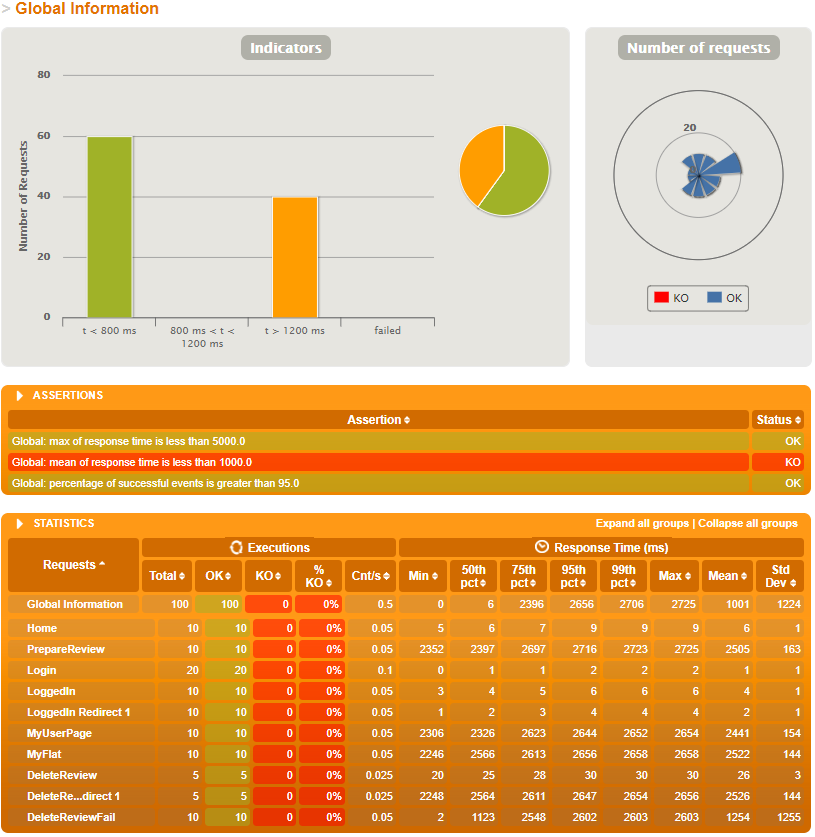 > Global Information
Indicators
Number of Requests
80
60
40
20
0
t < 800 ms
800 ms < t <
1200 ms
t > 1200 ms
failed
Number of requests
20
KO OK
ASSERTIONS
Assertion Status
Global: max of response time is less than 5000.0 OK
Global: mean of response time is less than 1000.0 KO
Global: percentage of successful events is greater than 95.0 OK
STATISTICS Expand all groups | Collapse all groups
Requests Executions Response Time (ms)
Total OK KO % KO Cnt/s Min 50th pct 75th pct 95th pct 99th pct Max Mean Std Dev
Global Information 100 100 0 0% 0.5 0 6 2396 2656 2706 2725 1001 1224
Home 10 10 0 0% 0.05 5 6 7 9 9 9 6 1
PrepareReview 10 10 0 0% 0.05 2352 2397 2697 2716 2723 2725 2505 163
Login 20 20 0 0% 0.1 0 1 1 2 2 2 1 1
LoggedIn 10 10 0 0% 0.05 3 4 5 6 6 6 4 1
LoggedIn Redirect 1 10 10 0 0% 0.05 1 2 3 4 4 4 2 1
MyUserPage 10 10 0 0% 0.05 2306 2326 2623 2644 2652 2654 2441 154
MyFlat 10 10 0 0% 0.05 2246 2566 2613 2656 2658 2658 2522 144
DeleteReview 5 5 0 0% 0.025 20 25 28 30 30 30 26 3
DeleteRe...direct 1 5 5 0 0% 0.025 2248 2564 2611 2647 2654 2656 2526 144
DeleteReviewFail 10 10 0 0% 0.05 2 1123 2548 2602 2603 2603 1254 1255